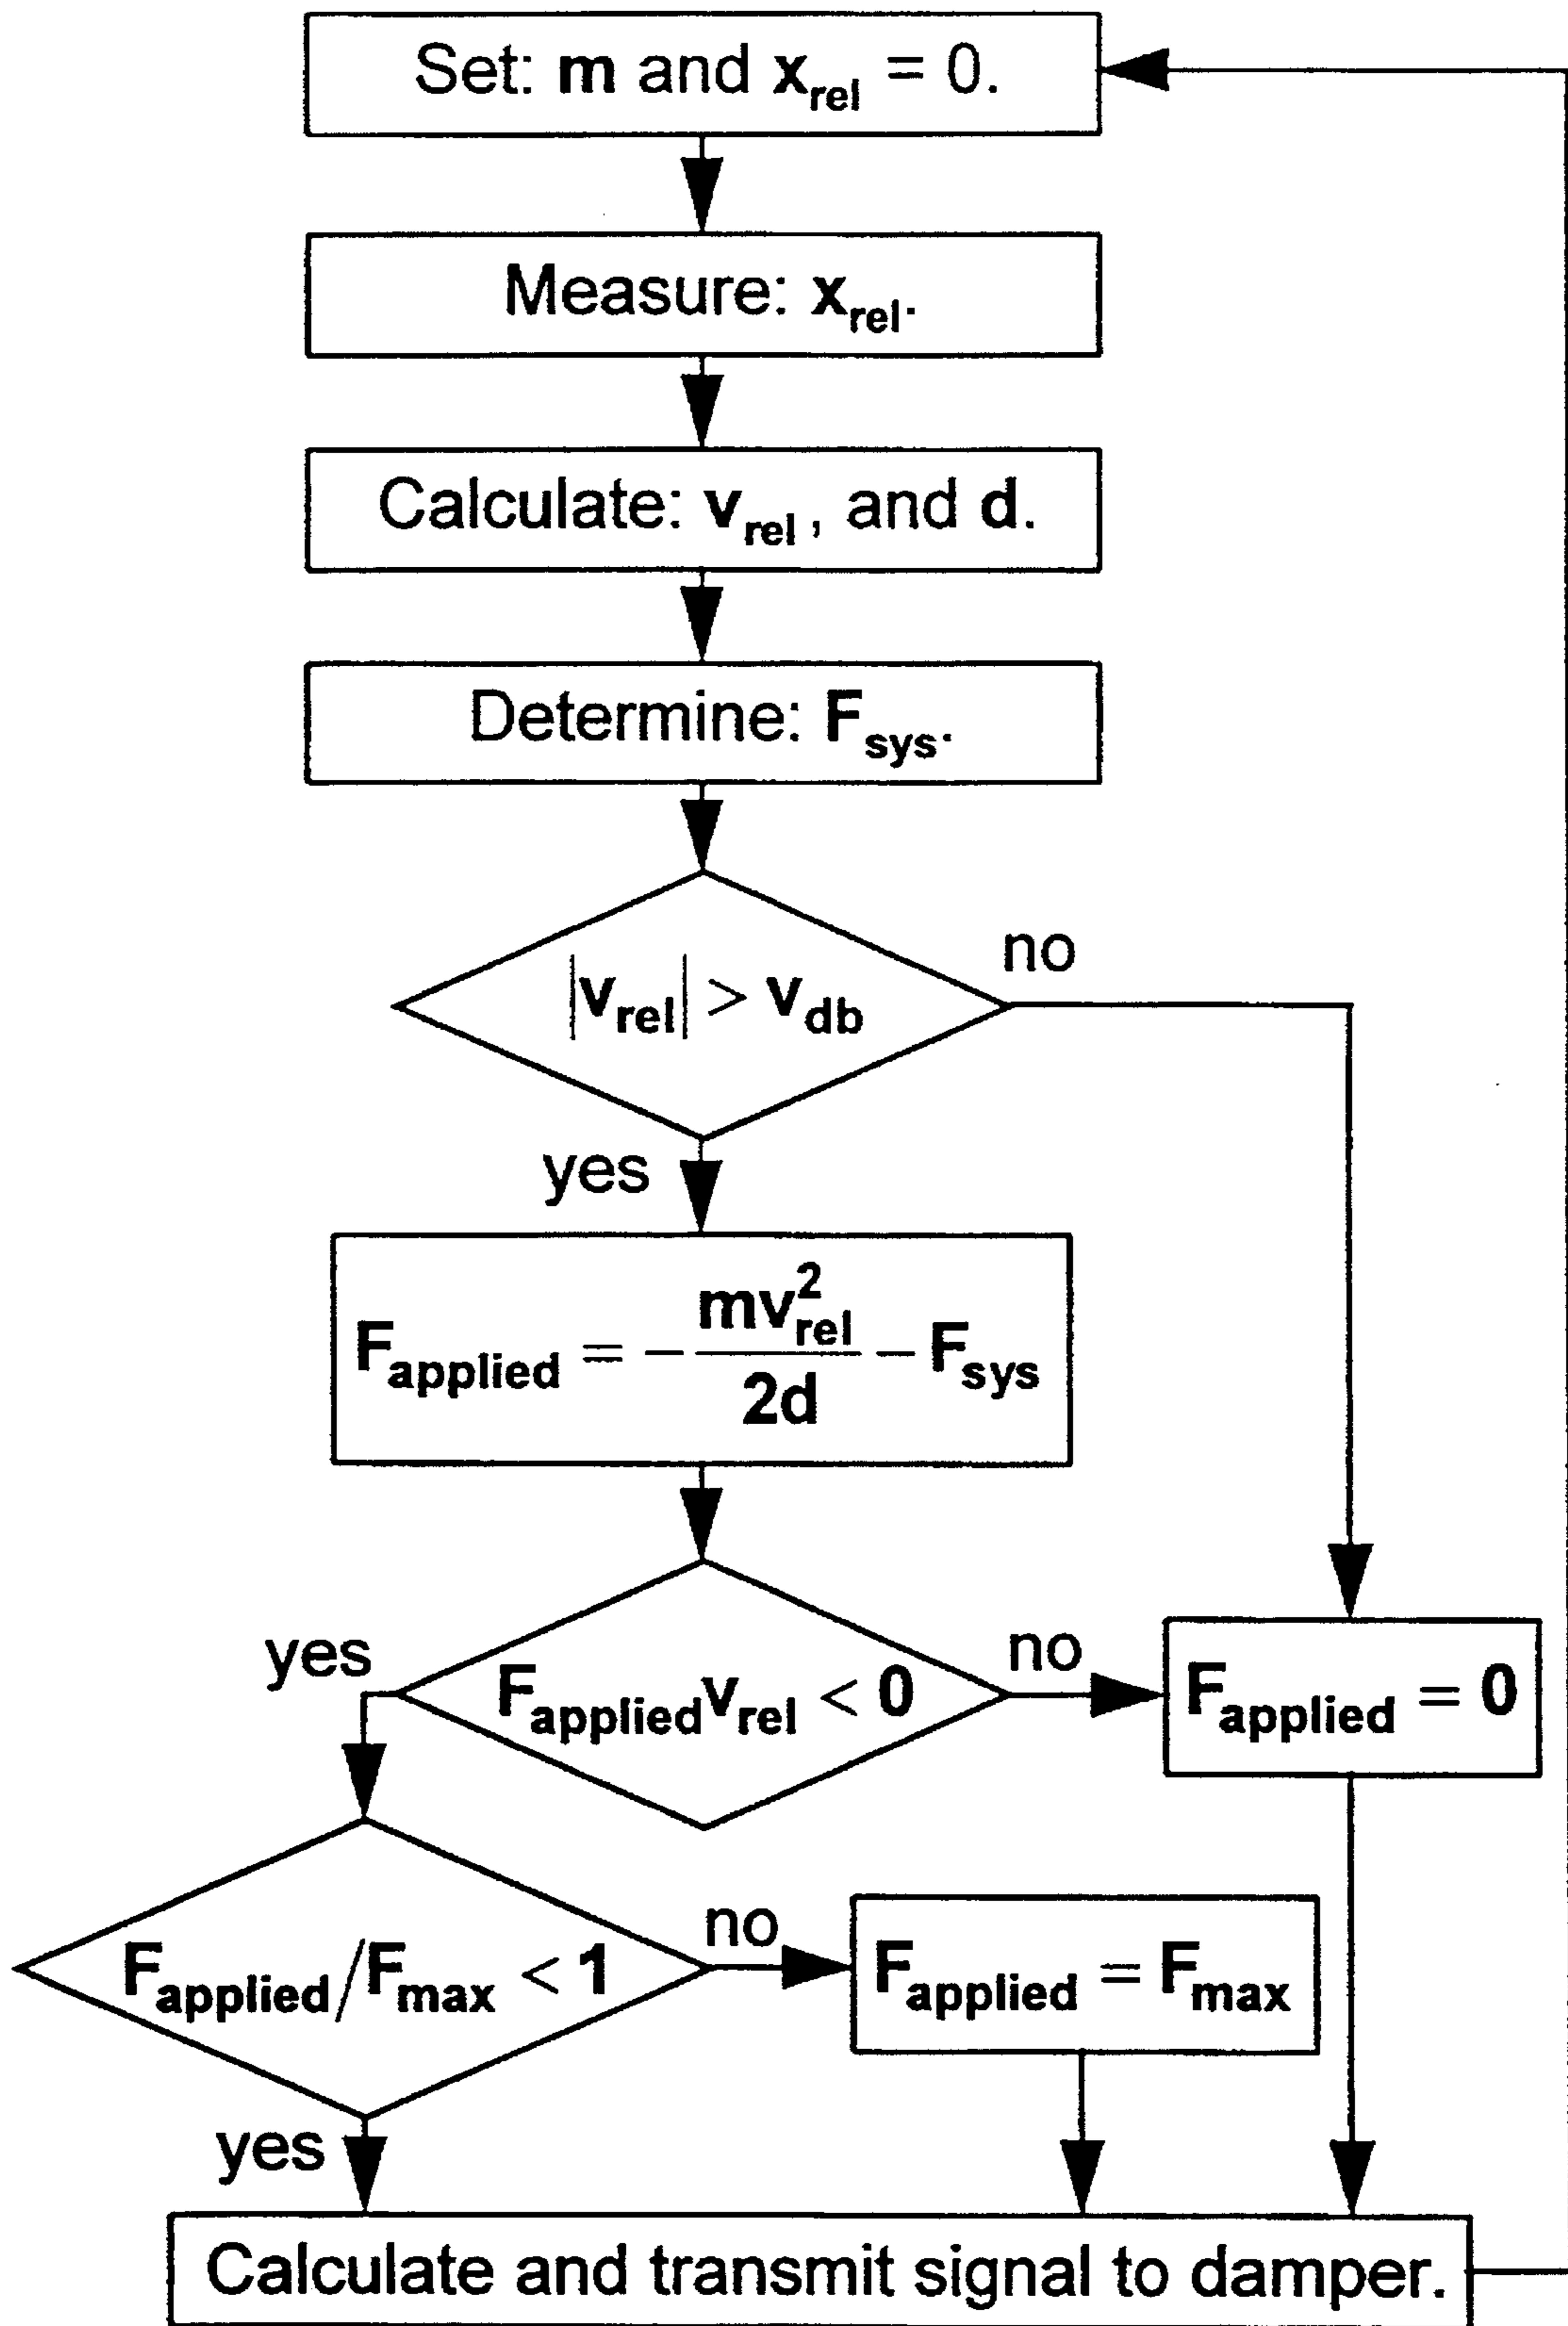 Set: m and x_rel = 0.
Measure: x_rel.
Calculate: v_rel, and d.
Determine: F_sys.
|v_rel| > v_db
no
yes
F_applied = - mv_rel^2 / 2d - F_sys
yes
F_applied v_rel < 0
no
F_applied = 0
F_applied/F_max < 1
no
F_applied = F_max
yes
Calculate and transmit signal to damper.